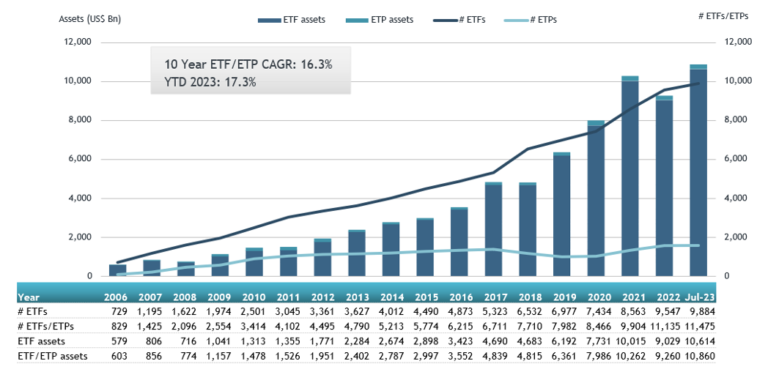 Assets (US$ Bn)
ETF assets
ETP assets
# ETFs
# ETPs
# ETFs/ETPs
12,000
12,000
10 Year ETF/ETP CAGR: 16.3%
YTD 2023: 17.3%
10,000
10,000
8,000
8,000
6,000
6,000
4,000
4,000
2,000
2,000
0
0
Year 2006 2007 2008 2009 2010 2011 2012 2013 2014 2015 2016 2017 2018 2019 2020 2021 2022 Jul-23
# ETFs 729 1,195 1,622 1,974 2,501 3,045 3,361 3,627 4,012 4,490 4,873 5,323 6,532 6,977 7,434 8,563 9,547 9,884
# ETFs/ETPs 829 1,425 2,096 2,554 3,414 4,102 4,495 4,790 5,213 5,774 6,215 6,711 7,710 7,982 8,466 9,904 11,135 11,475
ETF assets 579 806 716 1,041 1,313 1,355 1,771 2,284 2,674 2,898 3,423 4,690 4,683 6,192 7,731 10,015 9,029 10,614
ETF/ETP assets 603 856 774 1,157 1,478 1,526 1,951 2,402 2,787 2,997 3,552 4,839 4,815 6,361 7,986 10,262 9,260 10,860